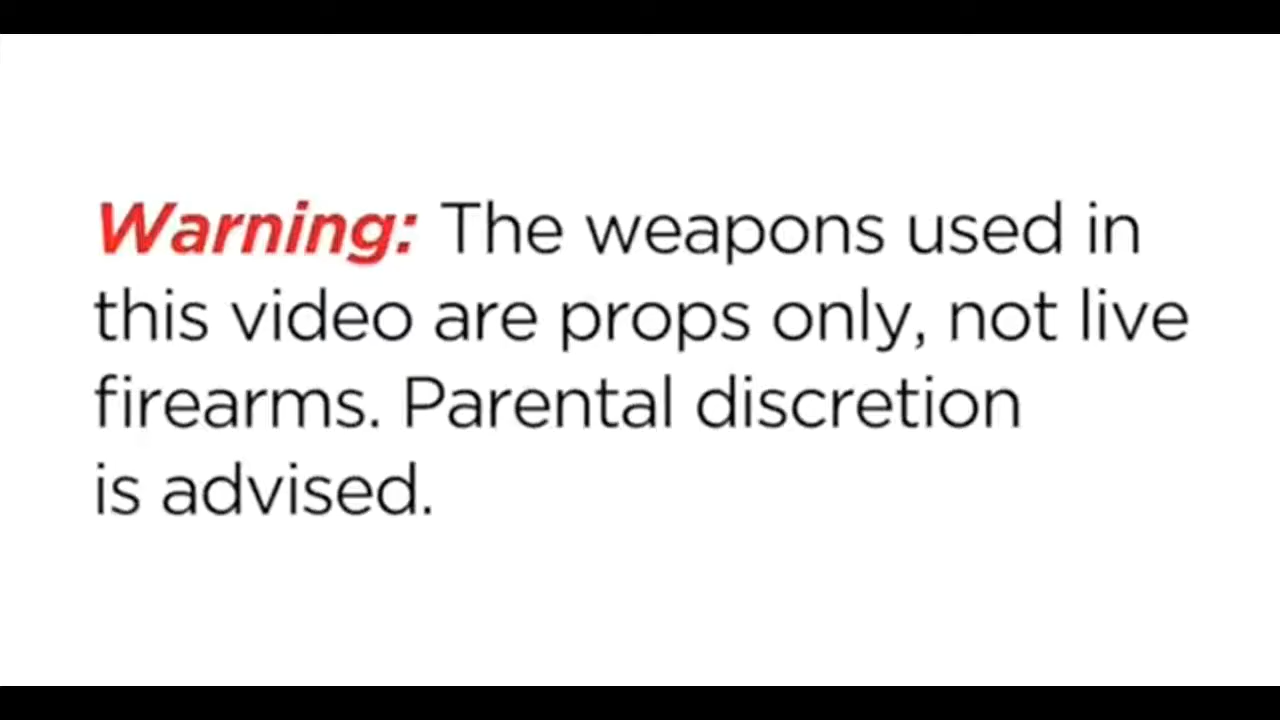 Warning: The weapons used in
this video are props only, not live
firearms. Parental discretion
is advised.